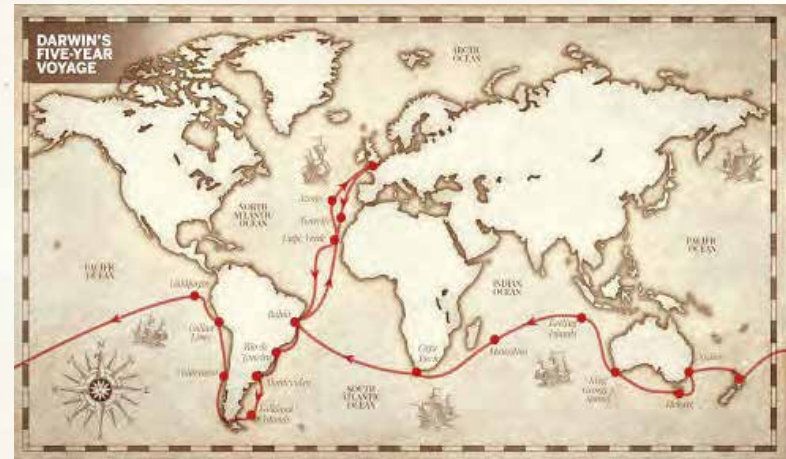 DARWIN'S
FIVE-YEAR
VOYAGE
ARCTIC
OCEAN
NORTH
ATLANTIC
OCEAN
Azores
Tenerife
Cape Verde
PACIFIC
OCEAN
PACIFIC
OCEAN
Galápagos
Callao
Lima
Bahia
Rio de
Janeiro
Valparaiso
Montevideo
Falkland
Islands
SOUTH
ATLANTIC
OCEAN
INDIAN
OCEAN
Cape
Mauritius
Keeling
Islands
King
George
Sound
Sydney
Hobart